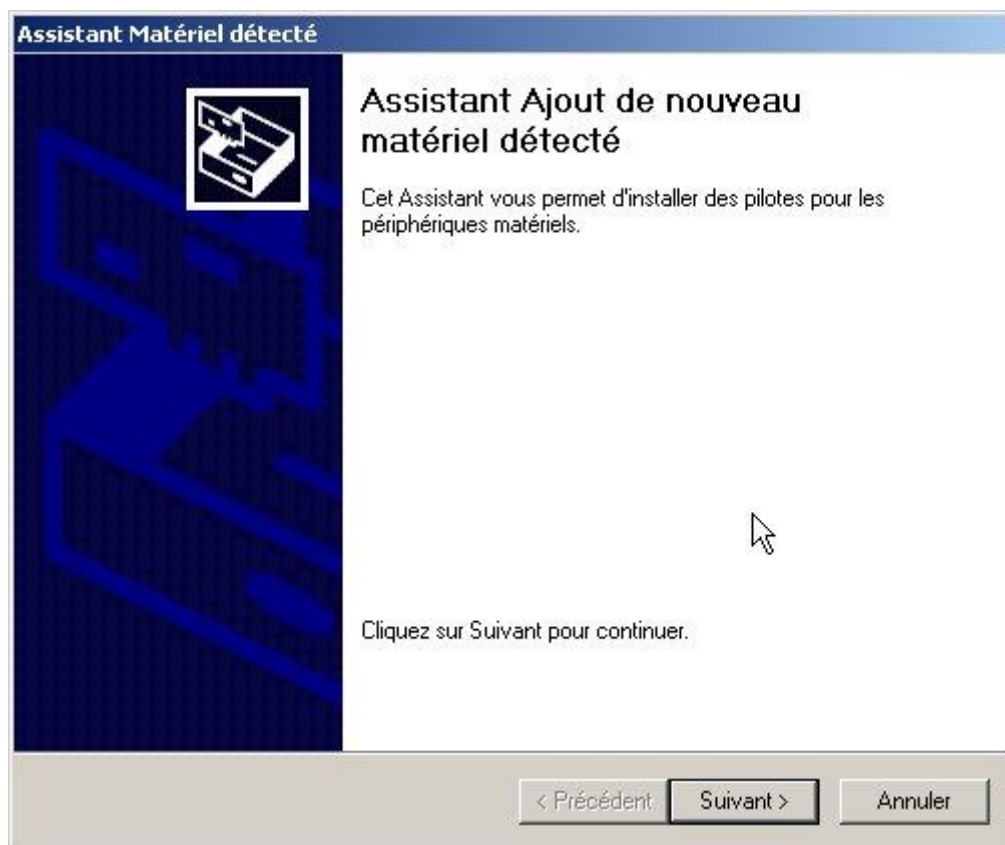 Assistant Matériel détecté
Assistant Ajout de nouveau
matériel détecté
Cet Assistant vous permet d'installer des pilotes pour les
périphériques matériels.
Cliquez sur Suivant pour continuer.
< Précédent Suivant > Annuler